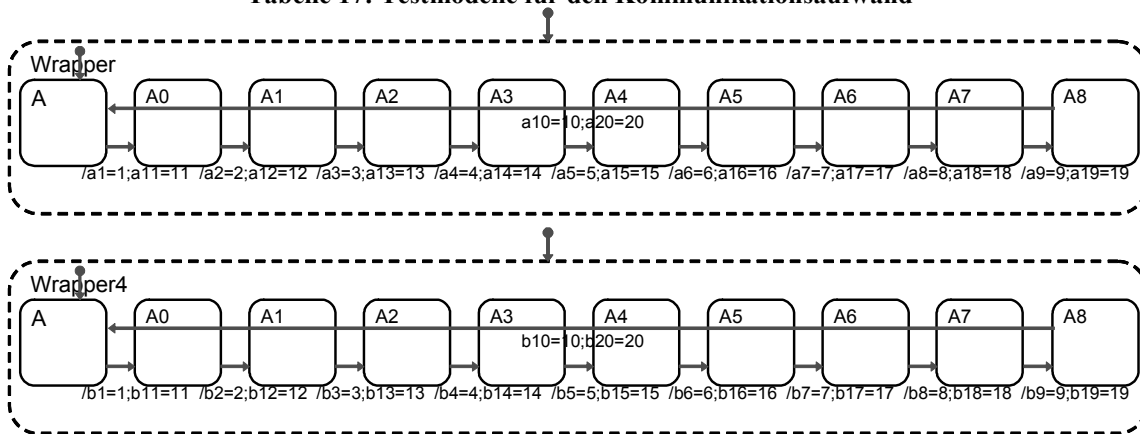 Tabelle 17: Testmodelle für den Kommunikationsaufwand
Wrapper
A A0 A1 A2 A3 A4 A5 A6 A7 A8
a10=10;a20=20
/a1=1;a11=11 /a2=2;a12=12 /a3=3;a13=13 /a4=4;a14=14 /a5=5;a15=15 /a6=6;a16=16 /a7=7;a17=17 /a8=8;a18=18 /a9=9;a19=19
Wrapper4
A A0 A1 A2 A3 A4 A5 A6 A7 A8
b10=10;b20=20
/b1=1;b11=11 /b2=2;b12=12 /b3=3;b13=13 /b4=4;b14=14 /b5=5;b15=15 /b6=6;b16=16 /b7=7;b17=17 /b8=8;b18=18 /b9=9;b19=19